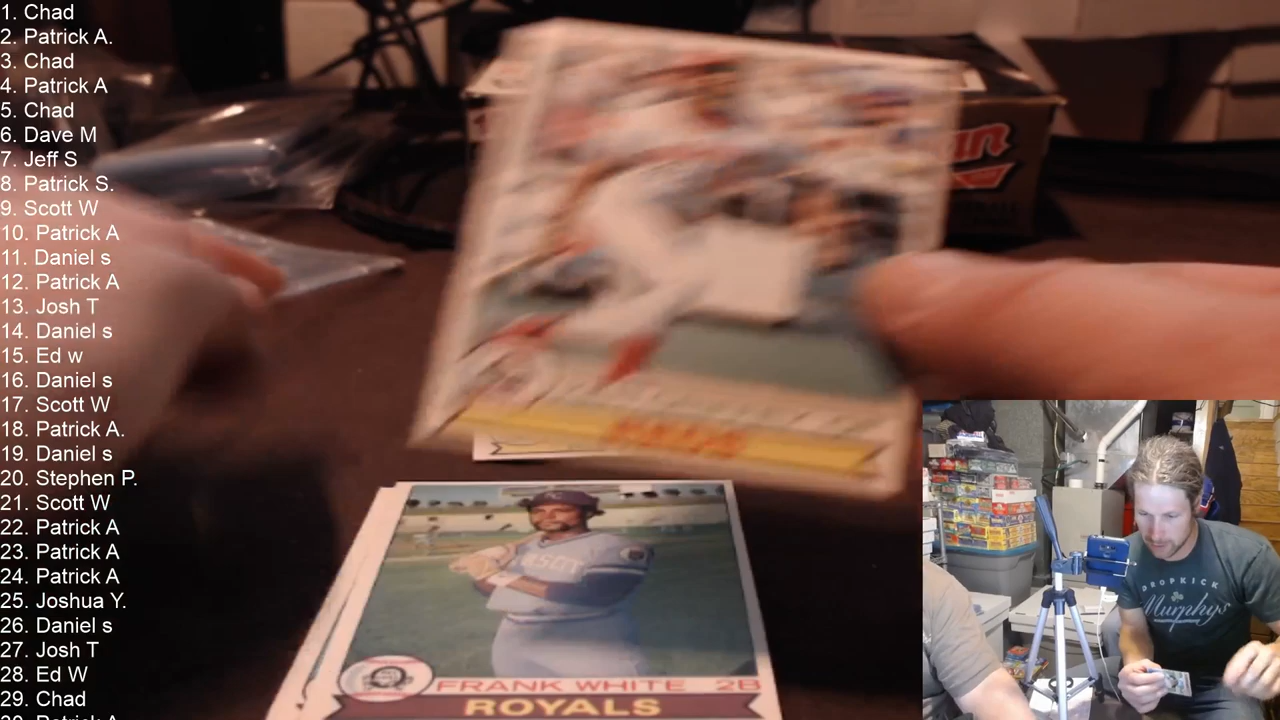 1. Chad
2. Patrick A.
3. Chad
4. Patrick A
5. Chad
6. Dave M
7. Jeff S
8. Patrick S.
9. Scott W
10. Patrick A
11. Daniel s
12. Patrick A
13. Josh T
14. Daniel s
15. Ed w
16. Daniel s
17. Scott W
18. Patrick A.
19. Daniel s
20. Stephen P.
21. Scott W
22. Patrick A
23. Patrick A
24. Patrick A
25. Joshua Y.
26. Daniel s
27. Josh T
28. Ed W
29. Chad
FRANK WHITE 2B
ROYALS
DROPKICK
Murphys